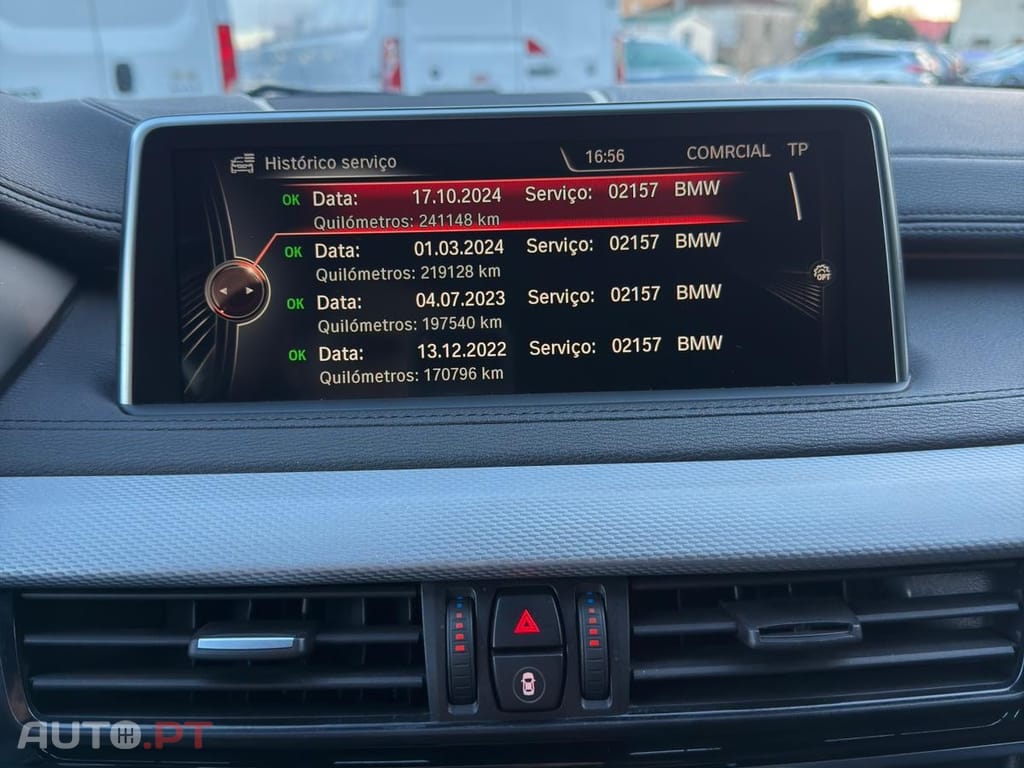 Histórico serviço 16:56 COMRCIAL TP
OK Data: 17.10.2024 Serviço: 02157 BMW
Quilómetros: 241148 km
OK Data: 01.03.2024 Serviço: 02157 BMW
Quilómetros: 219128 km
OK Data: 04.07.2023 Serviço: 02157 BMW
Quilómetros: 197540 km
OK Data: 13.12.2022 Serviço: 02157 BMW
Quilómetros: 170796 km
OPT
AUTO.PT